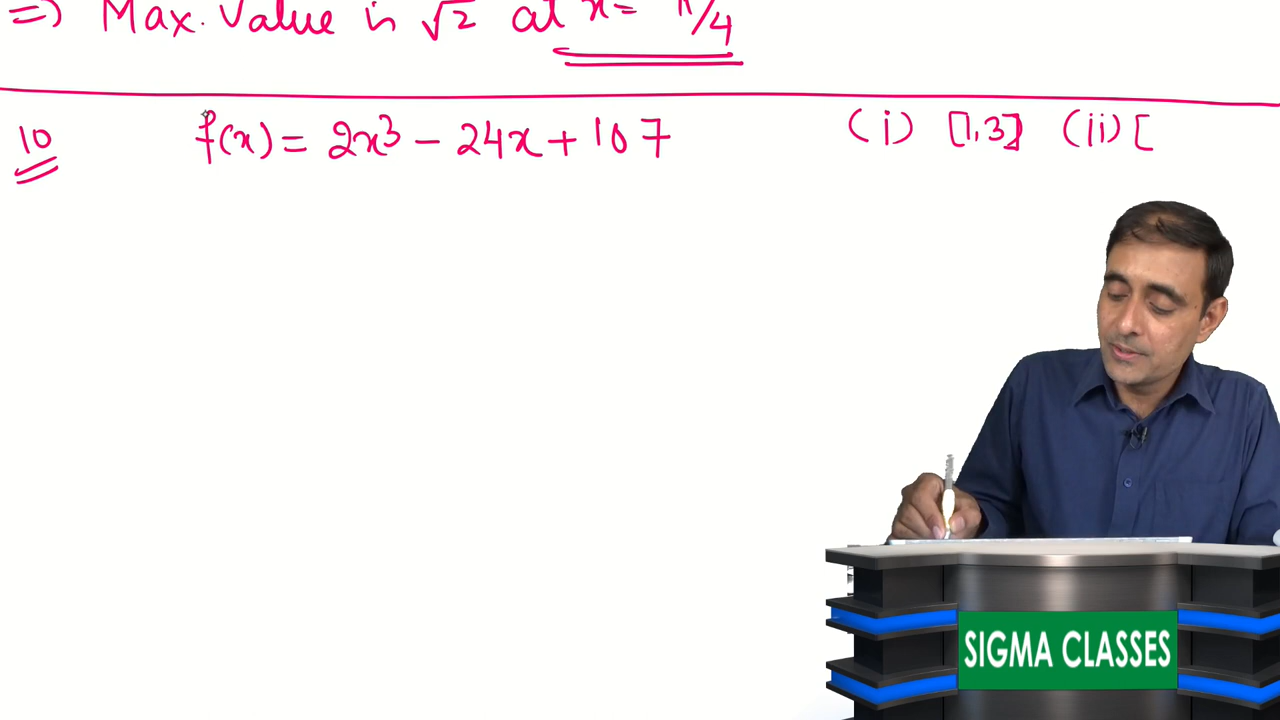 => Max. Value is √2 at x = π/4
10 f(x) = 2x³ - 24x + 107 (i) [1,3] (ii) [
SIGMA CLASSES